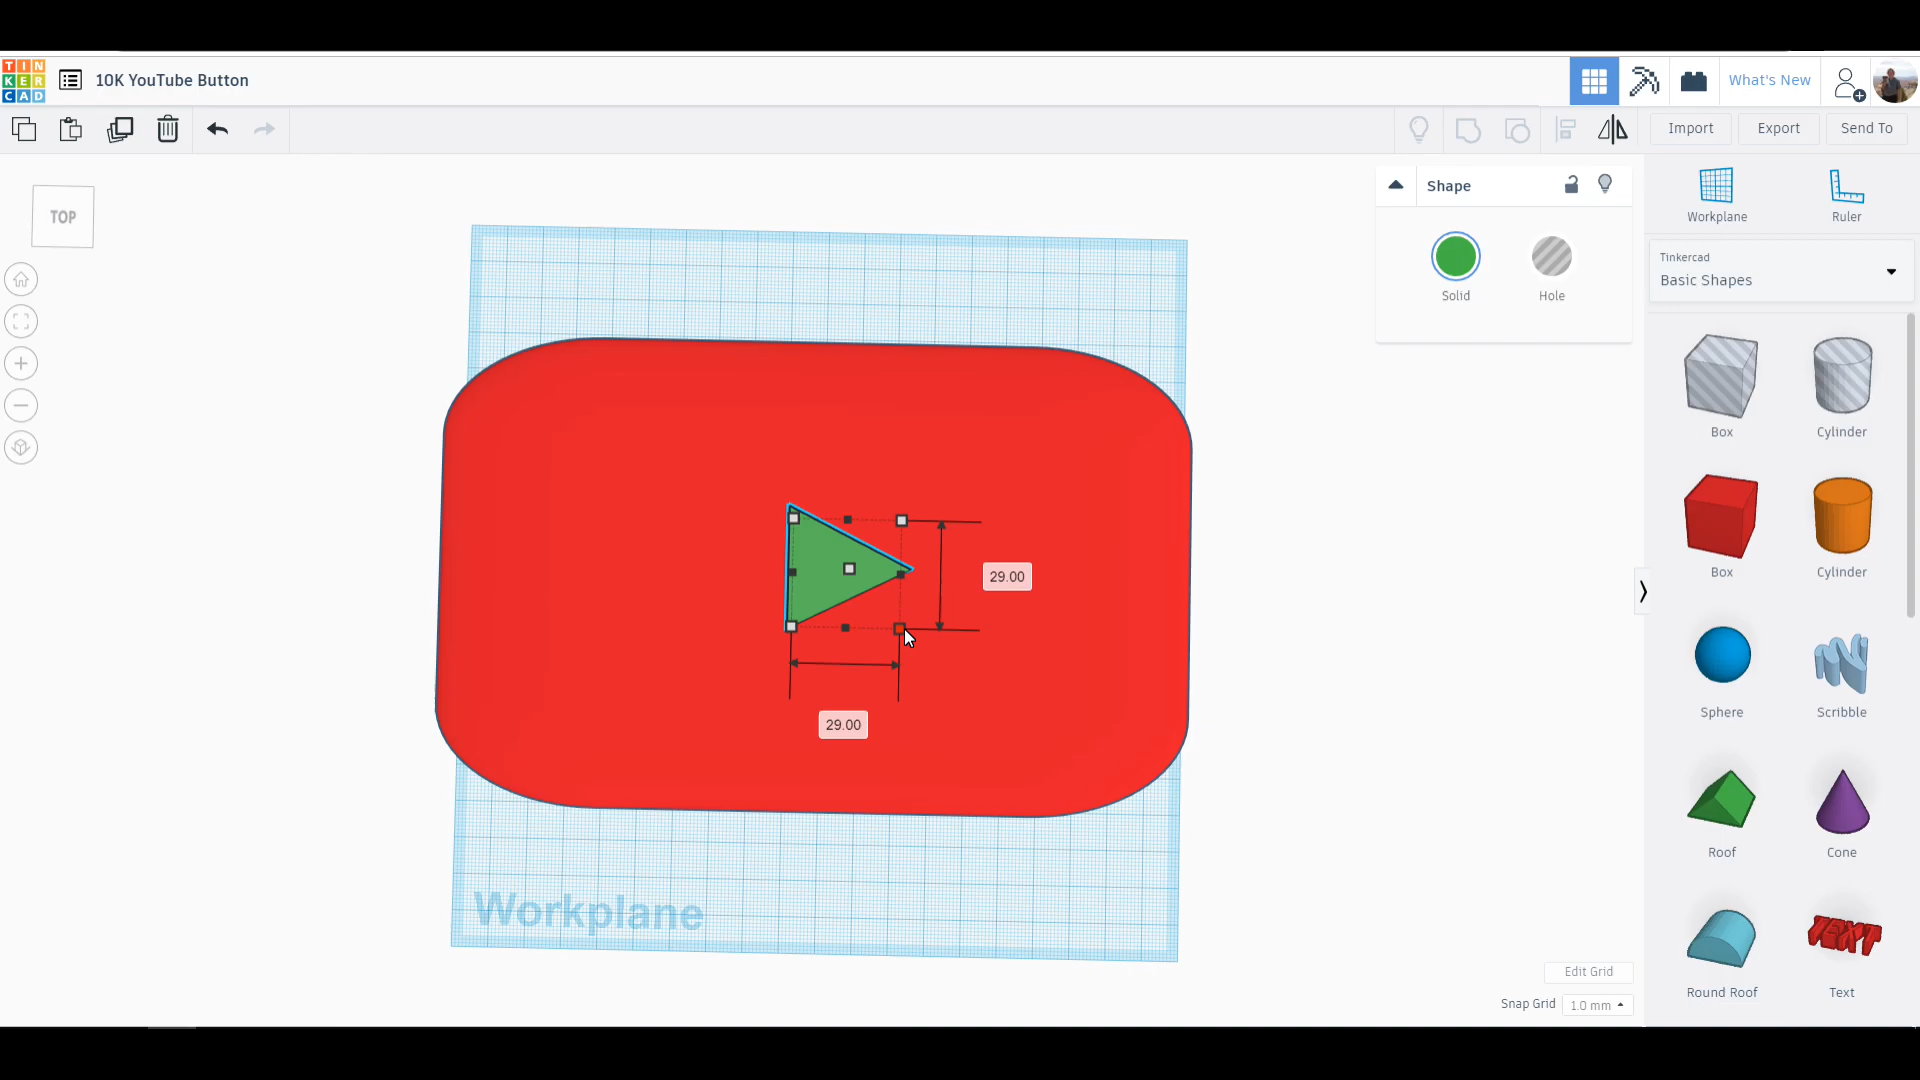 TIN
KER
CAD
10K YouTube Button
What's New
Import
Export
Send To
TOP
Shape
Solid
Hole
Workplane
Ruler
Tinkercad
Basic Shapes
Box
Cylinder
Box
Cylinder
Sphere
Scribble
Roof
Cone
TEXT
Round Roof
Text
29.00
29.00
Workplane
Edit Grid
Snap Grid 1.0 mm